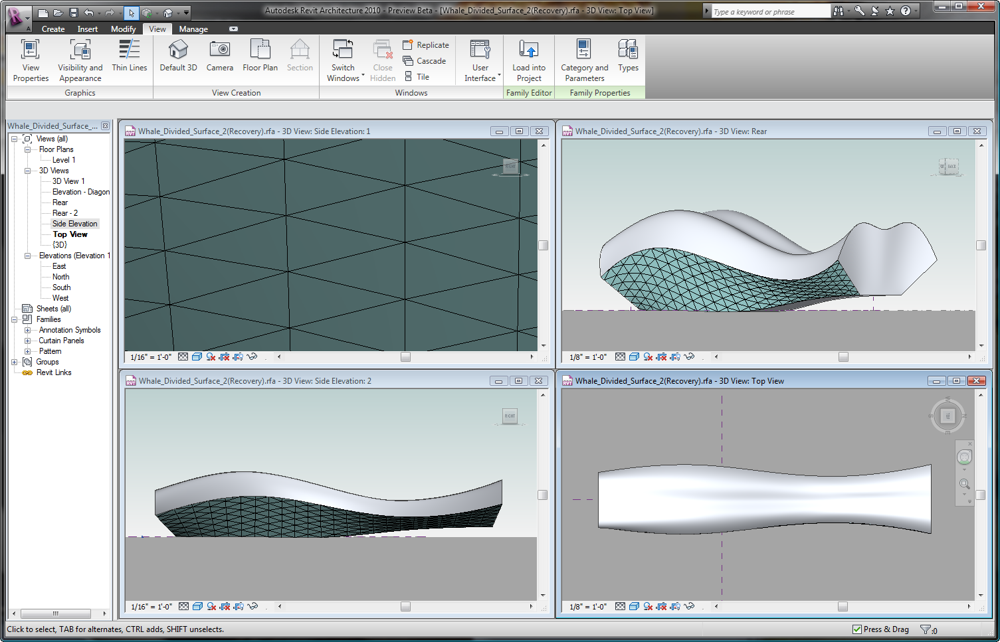 Autodesk Revit Architecture 2010 - Preview Beta - [Whale_Divided_Surface_2(Recovery).rfa - 3D View: Top View]
Type a keyword or phrase
Create Insert Modify View Manage
View Properties
Visibility and Appearance
Thin Lines
Graphics
Default 3D
Camera
Floor Plan
Section
View Creation
Switch Windows
Close Hidden
Replicate
Cascade
Tile
Windows
User Interface
Load into Project
Family Editor
Category and Parameters
Types
Family Properties
Whale_Divided_Surface_...
Views (all)
Floor Plans
Level 1
3D Views
3D View 1
Elevation - Diagon
Rear
Rear - 2
Side Elevation
Top View
{3D}
Elevations (Elevation 1
East
North
South
West
Sheets (all)
Families
Annotation Symbols
Curtain Panels
Pattern
Groups
Revit Links
Whale_Divided_Surface_2(Recovery).rfa - 3D View: Side Elevation: 1
RIGHT
1/16" = 1'-0"
Whale_Divided_Surface_2(Recovery).rfa - 3D View: Rear
BACK
1/8" = 1'-0"
Whale_Divided_Surface_2(Recovery).rfa - 3D View: Side Elevation: 2
RIGHT
1/16" = 1'-0"
Whale_Divided_Surface_2(Recovery).rfa - 3D View: Top View
TOP
1/8" = 1'-0"
Click to select, TAB for alternates, CTRL adds, SHIFT unselects.
Press & Drag
:0